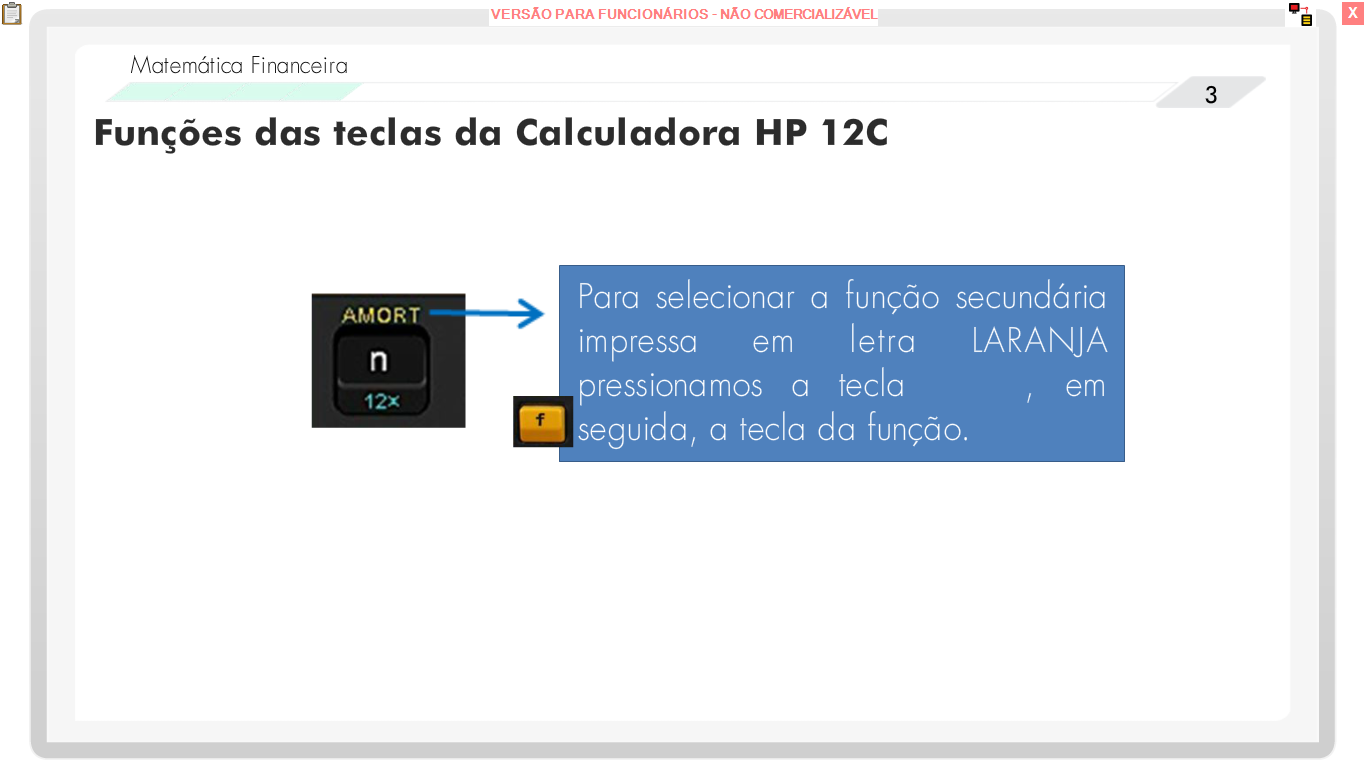 VERSÃO PARA FUNCIONÁRIOS - NÃO COMERCIALIZÁVEL
X
Matemática Financeira
3
Funções das teclas da Calculadora HP 12C
AMORT
n
12×
Para selecionar a função secundária
impressa em letra LARANJA
pressionamos a tecla , em
f
seguida, a tecla da função.